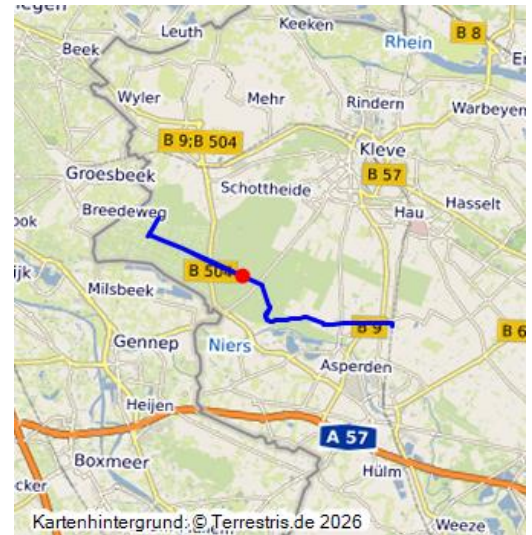 Leuth
Keeken
B 8
Beek
Rhein
Wyler
Mehr
Rindern
Warbeyen
B 9;B 504
Kleve
Groesbeek
B 57
Schottheide
Hasselt
Breedeweg
Hau
B 504
Milsbeek
Gennep
Niers
B 9
Asperden
Heijen
A 57
Boxmeer
Hülm
Weeze
Kartenhintergrund: © Terrestris.de 2026